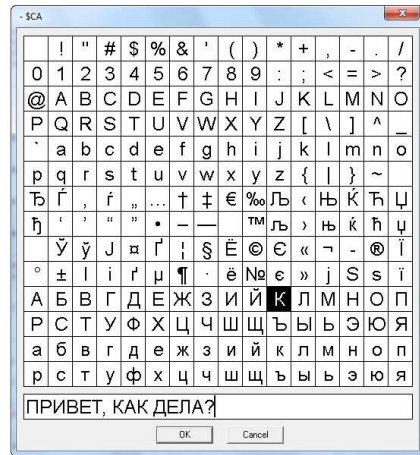 - $CA
! " # $ % & ' ( ) * + , - . /
0 1 2 3 4 5 6 7 8 9 : ; < = > ?
@ A B C D E F G H I J K L M N O
P Q R S T U V W X Y Z [ \ ] ^ _
` a b c d e f g h i j k l m n o
p q r s t u v w x y z { | } ~
Ђ Ѓ ‚ ѓ „ … † ‡ € ‰ Љ ‹ Њ Ќ Ћ Џ
ђ ‘ ’ “ ” • – — ™ љ › њ ќ ћ џ
Ў ў Ј ¤ Ґ ¦ § Ё © Є « ¬ - ® Ї
° ± І і ґ µ ¶ · ё № є » ј Ѕ ѕ ї
А Б В Г Д Е Ж З И Й К Л М Н О П
Р С Т У Ф Х Ц Ч Ш Щ Ъ Ы Ь Э Ю Я
а б в г д е ж з и й к л м н о п
р с т у ф х ц ч ш щ ъ ы ь э ю я
ПРИВЕТ, КАК ДЕЛА?
OK Cancel